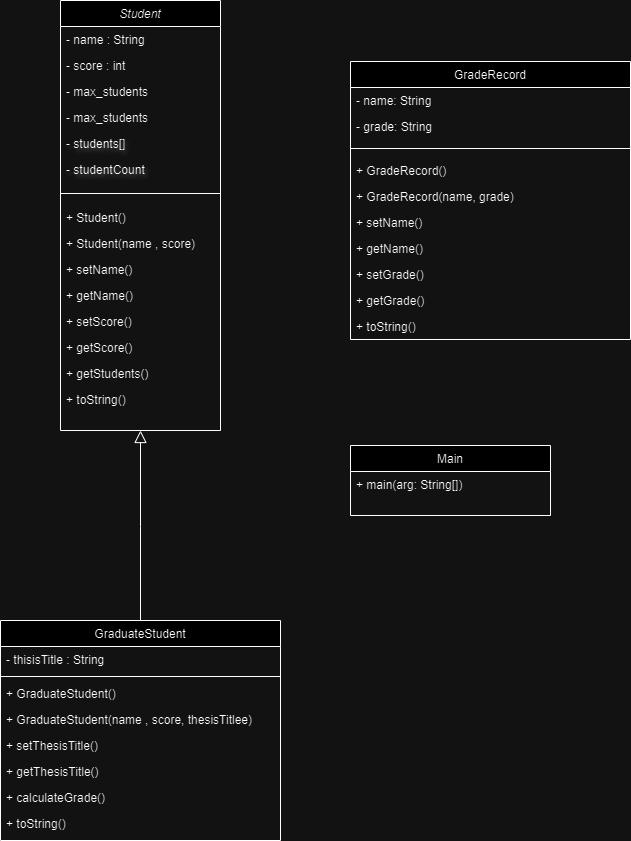 Student
- name : String
- score : int
- max_students
- max_students
- students[]
- studentCount
+ Student()
+ Student(name , score)
+ setName()
+ getName()
+ setScore()
+ getScore()
+ getStudents()
+ toString()
GradeRecord
- name: String
- grade: String
+ GradeRecord()
+ GradeRecord(name, grade)
+ setName()
+ getName()
+ setGrade()
+ getGrade()
+ toString()
Main
+ main(arg: String[])
GraduateStudent
- thisisTitle : String
+ GraduateStudent()
+ GraduateStudent(name , score, thesisTitlee)
+ setThesisTitle()
+ getThesisTitle()
+ calculateGrade()
+ toString()